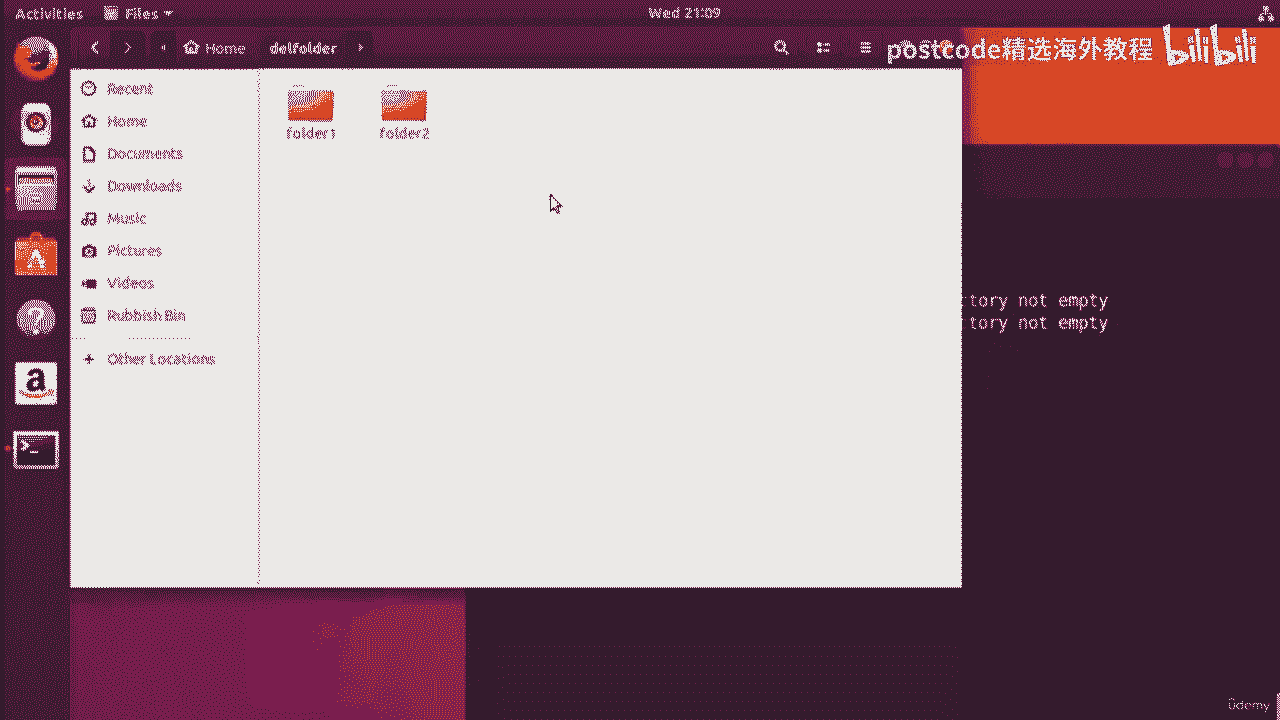 Activities Files Wed 21:09
Home delfolder
postcode精选海外教程 bilibili
Recent
Home
Documents
Downloads
Music
Pictures
Videos
Rubbish Bin
Other Locations
folder1 folder2
tory not empty
tory not empty
Udemy